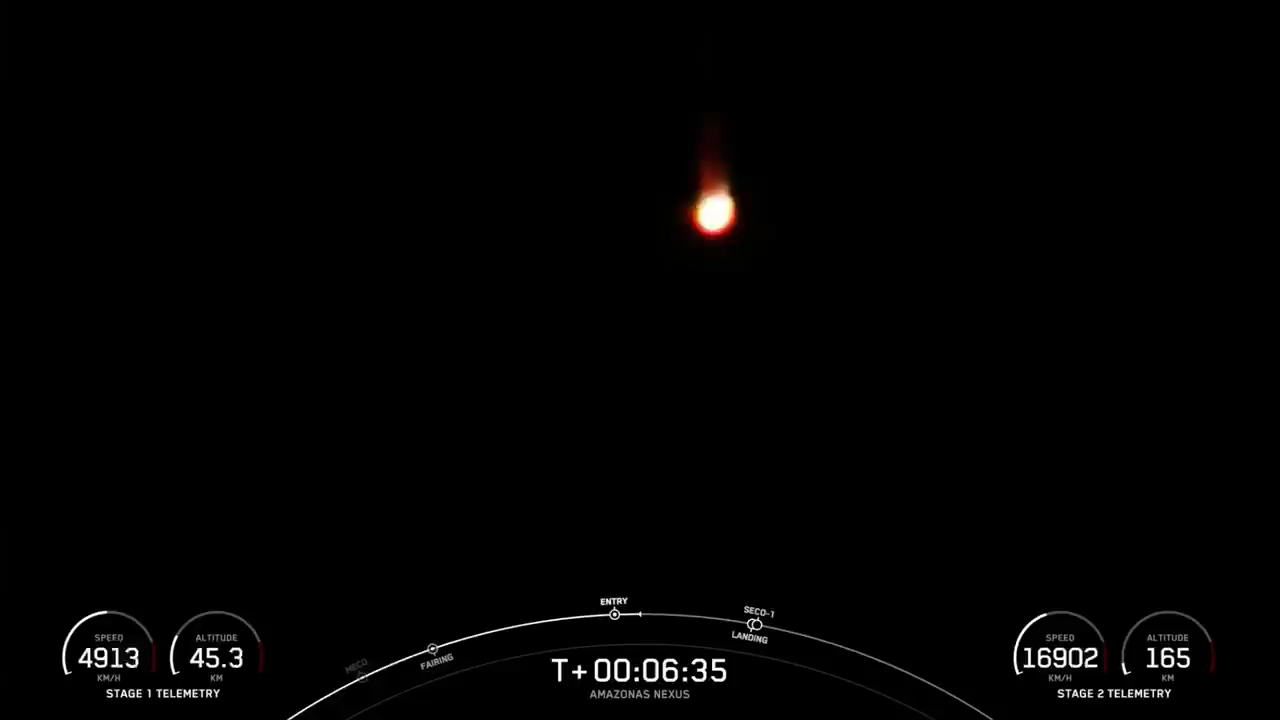 ENTRY
SECO-1
LANDING
FAIRING
MECO
SPEED
4913
KM/H
ALTITUDE
45.3
KM
STAGE 1 TELEMETRY
T+00:06:35
AMAZONAS NEXUS
SPEED
16902
KM/H
ALTITUDE
165
KM
STAGE 2 TELEMETRY